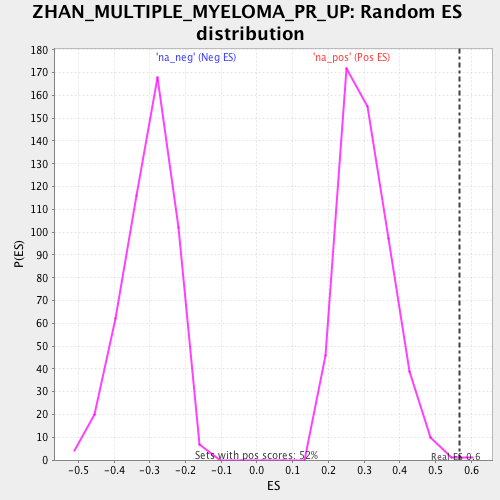 ZHAN_MULTIPLE_MYELOMA_PR_UP: Random ES
distribution
'na_neg' (Neg ES)
'na_pos' (Pos ES)
180
170
160
150
140
130
120
110
100
90
80
70
60
50
40
30
20
10
0
P(ES)
Sets with pos scores: 52%
Real ES 0.6
-0.5 -0.4 -0.3 -0.2 -0.1 0.0 0.1 0.2 0.3 0.4 0.5 0.6
ES